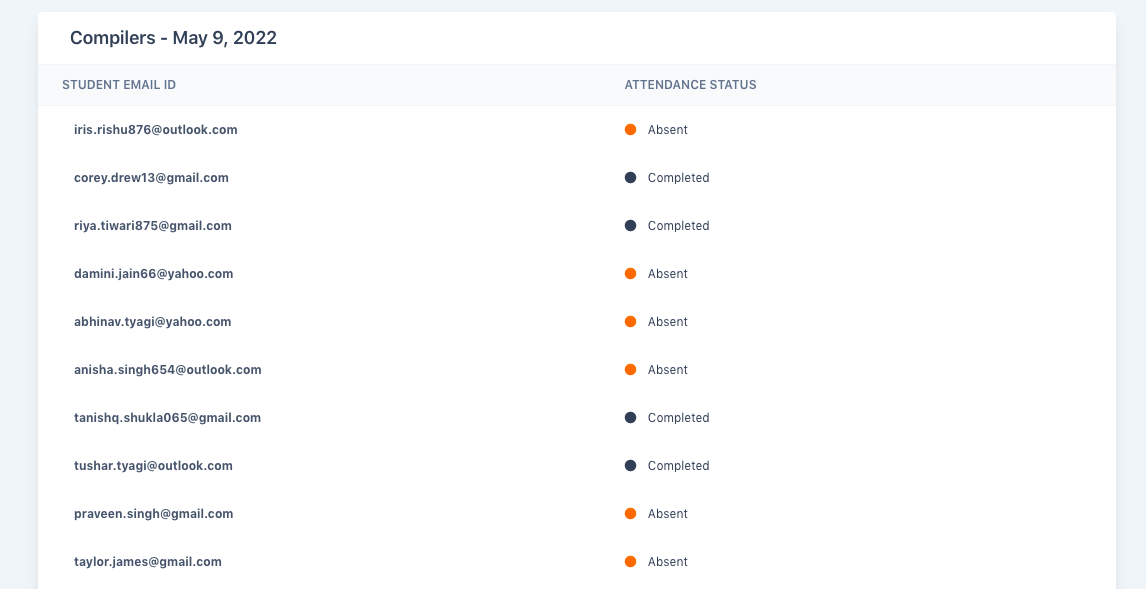 Compilers - May 9, 2022
STUDENT EMAIL ID ATTENDANCE STATUS
iris.rishu876@outlook.com Absent
corey.drew13@gmail.com Completed
riya.tiwari875@gmail.com Completed
damini.jain66@yahoo.com Absent
abhinav.tyagi@yahoo.com Absent
anisha.singh654@outlook.com Absent
tanishq.shukla065@gmail.com Completed
tushar.tyagi@outlook.com Completed
praveen.singh@gmail.com Absent
taylor.james@gmail.com Absent